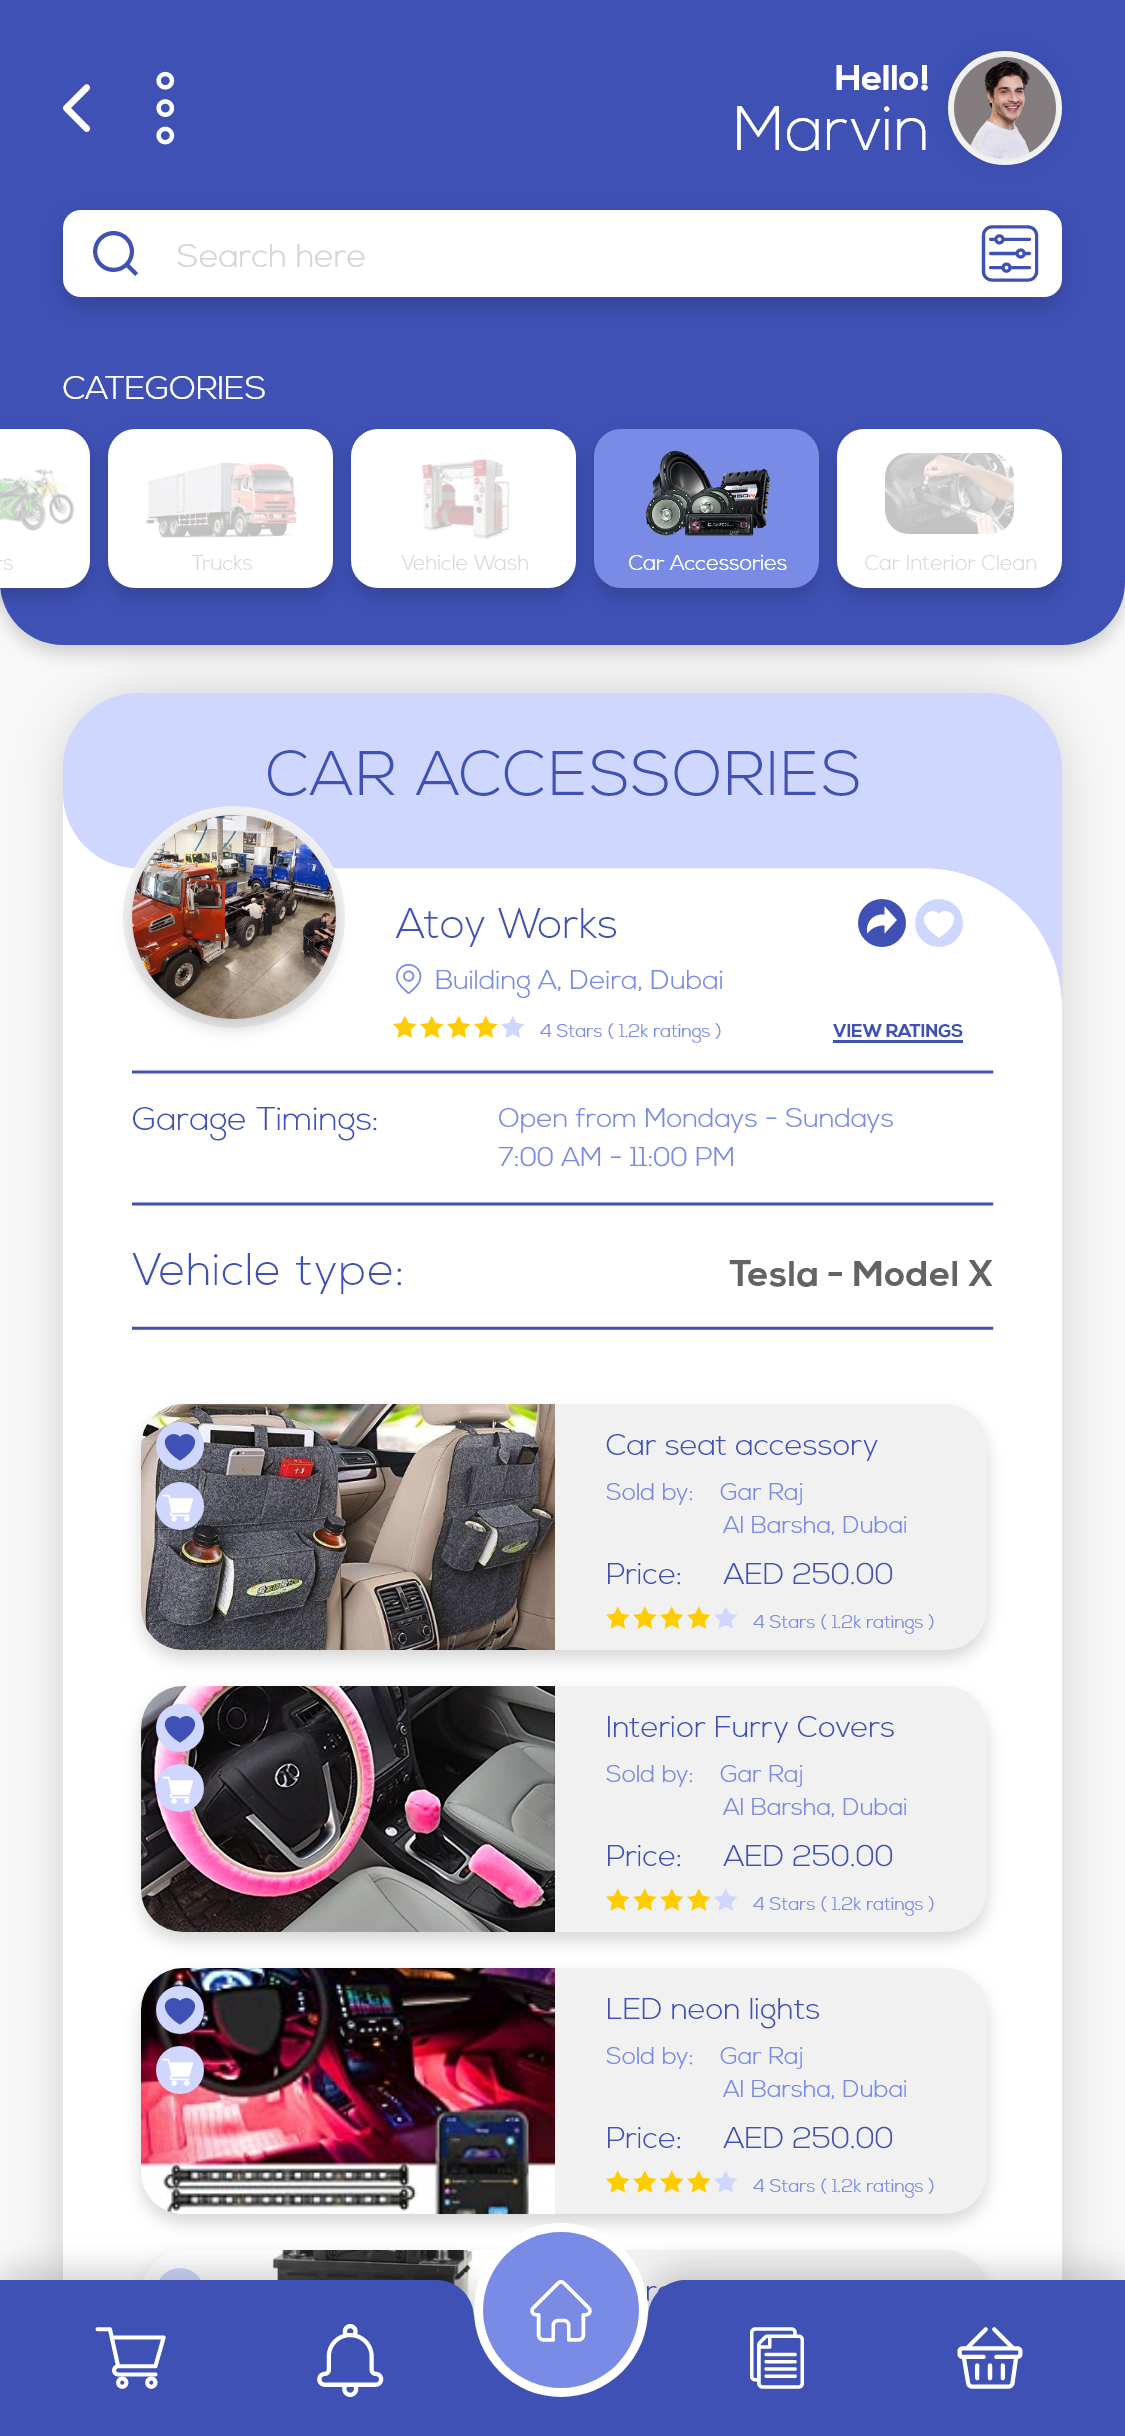 Hello!
Marvin
Search here
CATEGORIES
rs
Trucks
Vehicle Wash
Car Accessories
Car Interior Clean
CAR ACCESSORIES
Atoy Works
Building A, Deira, Dubai
4 Stars ( 1.2k ratings )
VIEW RATINGS
Garage Timings:
Open from Mondays - Sundays
7:00 AM - 11:00 PM
Vehicle type:
Tesla - Model X
Car seat accessory
Sold by: Gar Raj
Al Barsha, Dubai
Price: AED 250.00
4 Stars ( 1.2k ratings )
Interior Furry Covers
Sold by: Gar Raj
Al Barsha, Dubai
Price: AED 250.00
4 Stars ( 1.2k ratings )
LED neon lights
Sold by: Gar Raj
Al Barsha, Dubai
Price: AED 250.00
4 Stars ( 1.2k ratings )